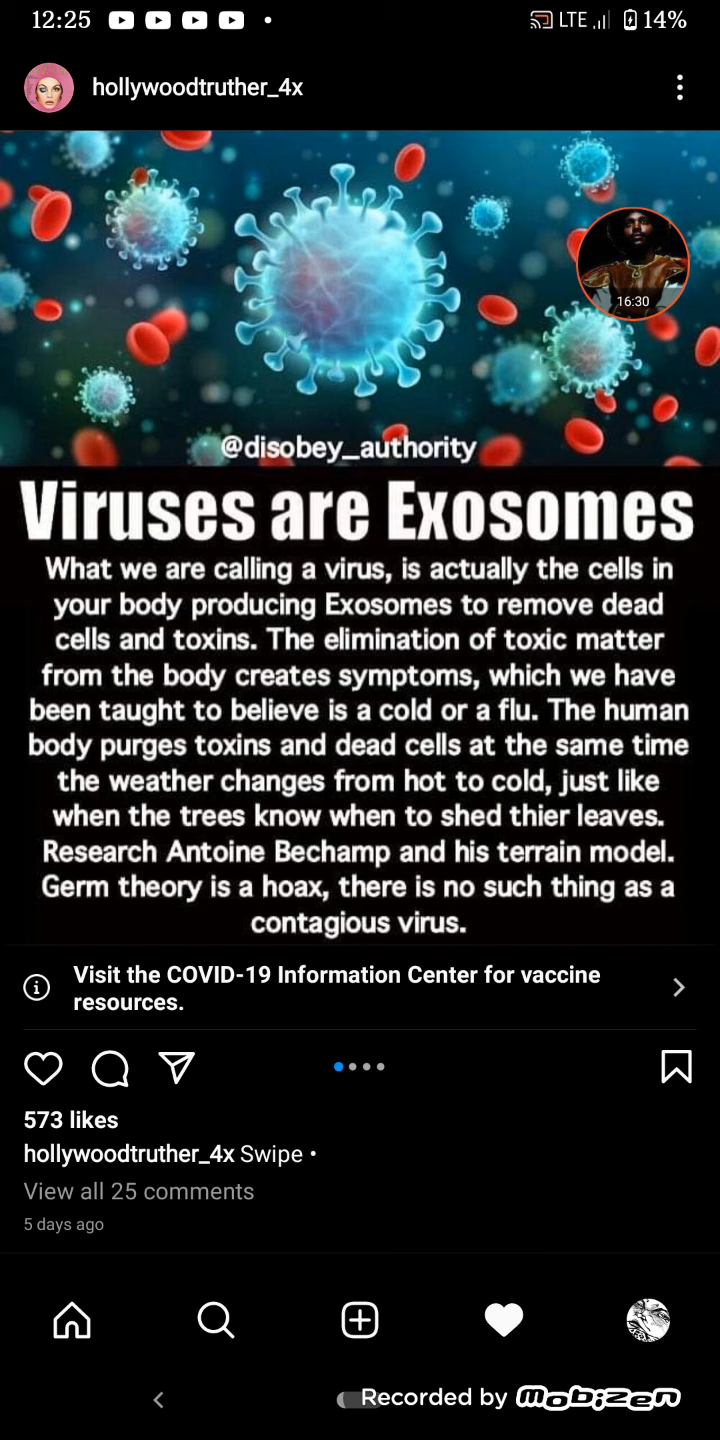 12:25
LTE 14%
hollywoodtruther_4x
16:30
@disobey_authority
Viruses are Exosomes
What we are calling a virus, is actually the cells in
your body producing Exosomes to remove dead
cells and toxins. The elimination of toxic matter
from the body creates symptoms, which we have
been taught to believe is a cold or a flu. The human
body purges toxins and dead cells at the same time
the weather changes from hot to cold, just like
when the trees know when to shed thier leaves.
Research Antoine Bechamp and his terrain model.
Germ theory is a hoax, there is no such thing as a
contagious virus.
Visit the COVID-19 Information Center for vaccine
resources.
573 likes
hollywoodtruther_4x Swipe •
View all 25 comments
5 days ago
Recorded by Mobizen